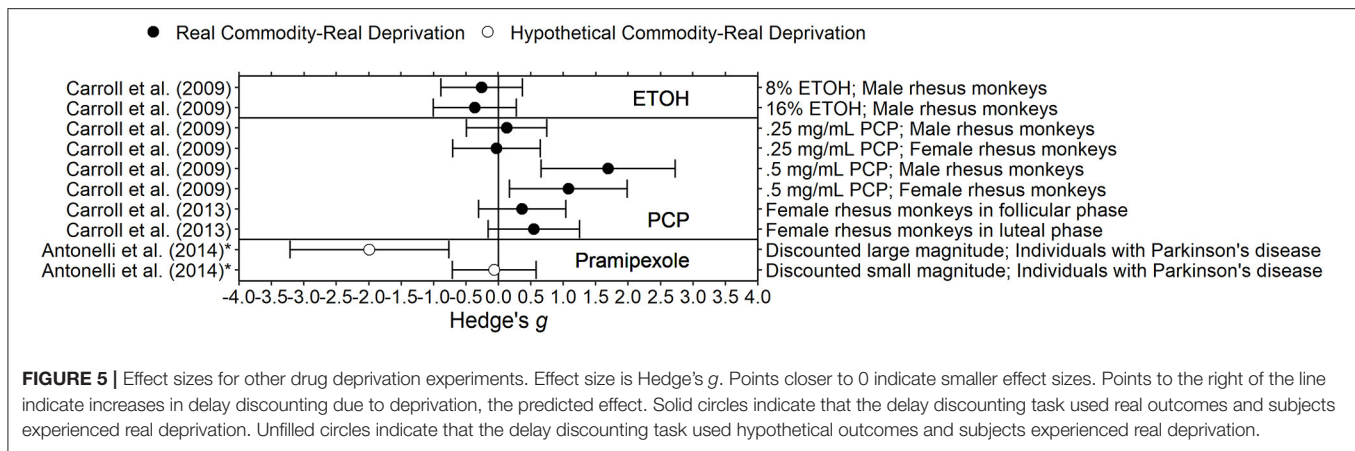 ● Real Commodity-Real Deprivation ○ Hypothetical Commodity-Real Deprivation
Carroll et al. (2009) 8% ETOH; Male rhesus monkeys
ETOH
Carroll et al. (2009) 16% ETOH; Male rhesus monkeys
Carroll et al. (2009) .25 mg/mL PCP; Male rhesus monkeys
Carroll et al. (2009) .25 mg/mL PCP; Female rhesus monkeys
Carroll et al. (2009) .5 mg/mL PCP; Male rhesus monkeys
Carroll et al. (2009) .5 mg/mL PCP; Female rhesus monkeys
Carroll et al. (2013) Female rhesus monkeys in follicular phase
PCP
Carroll et al. (2013) Female rhesus monkeys in luteal phase
Antonelli et al. (2014)* Discounted large magnitude; Individuals with Parkinson's disease
Pramipexole
Antonelli et al. (2014)* Discounted small magnitude; Individuals with Parkinson's disease
-4.0 -3.5 -3.0 -2.5 -2.0 -1.5 -1.0 -0.5 0.0 0.5 1.0 1.5 2.0 2.5 3.0 3.5 4.0
Hedge's g
FIGURE 5 | Effect sizes for other drug deprivation experiments. Effect size is Hedge's g. Points closer to 0 indicate smaller effect sizes. Points to the right of the line
indicate increases in delay discounting due to deprivation, the predicted effect. Solid circles indicate that the delay discounting task used real outcomes and subjects
experienced real deprivation. Unfilled circles indicate that the delay discounting task used hypothetical outcomes and subjects experienced real deprivation.